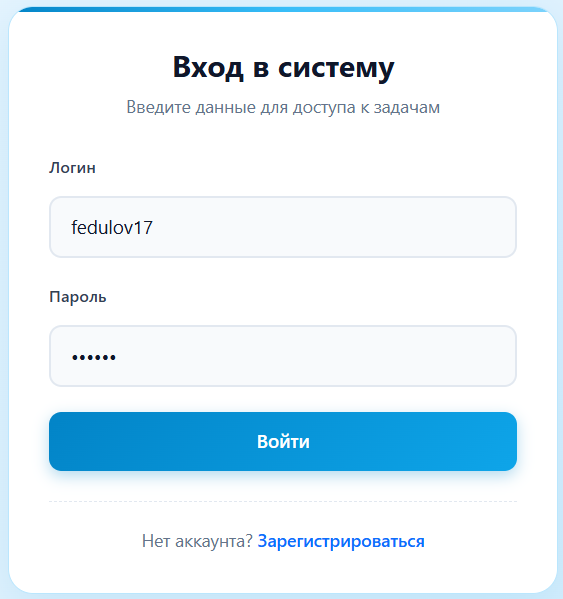 Вход в систему
Введите данные для доступа к задачам
Логин
fedulov17
Пароль
••••••
Войти
Нет аккаунта? Зарегистрироваться